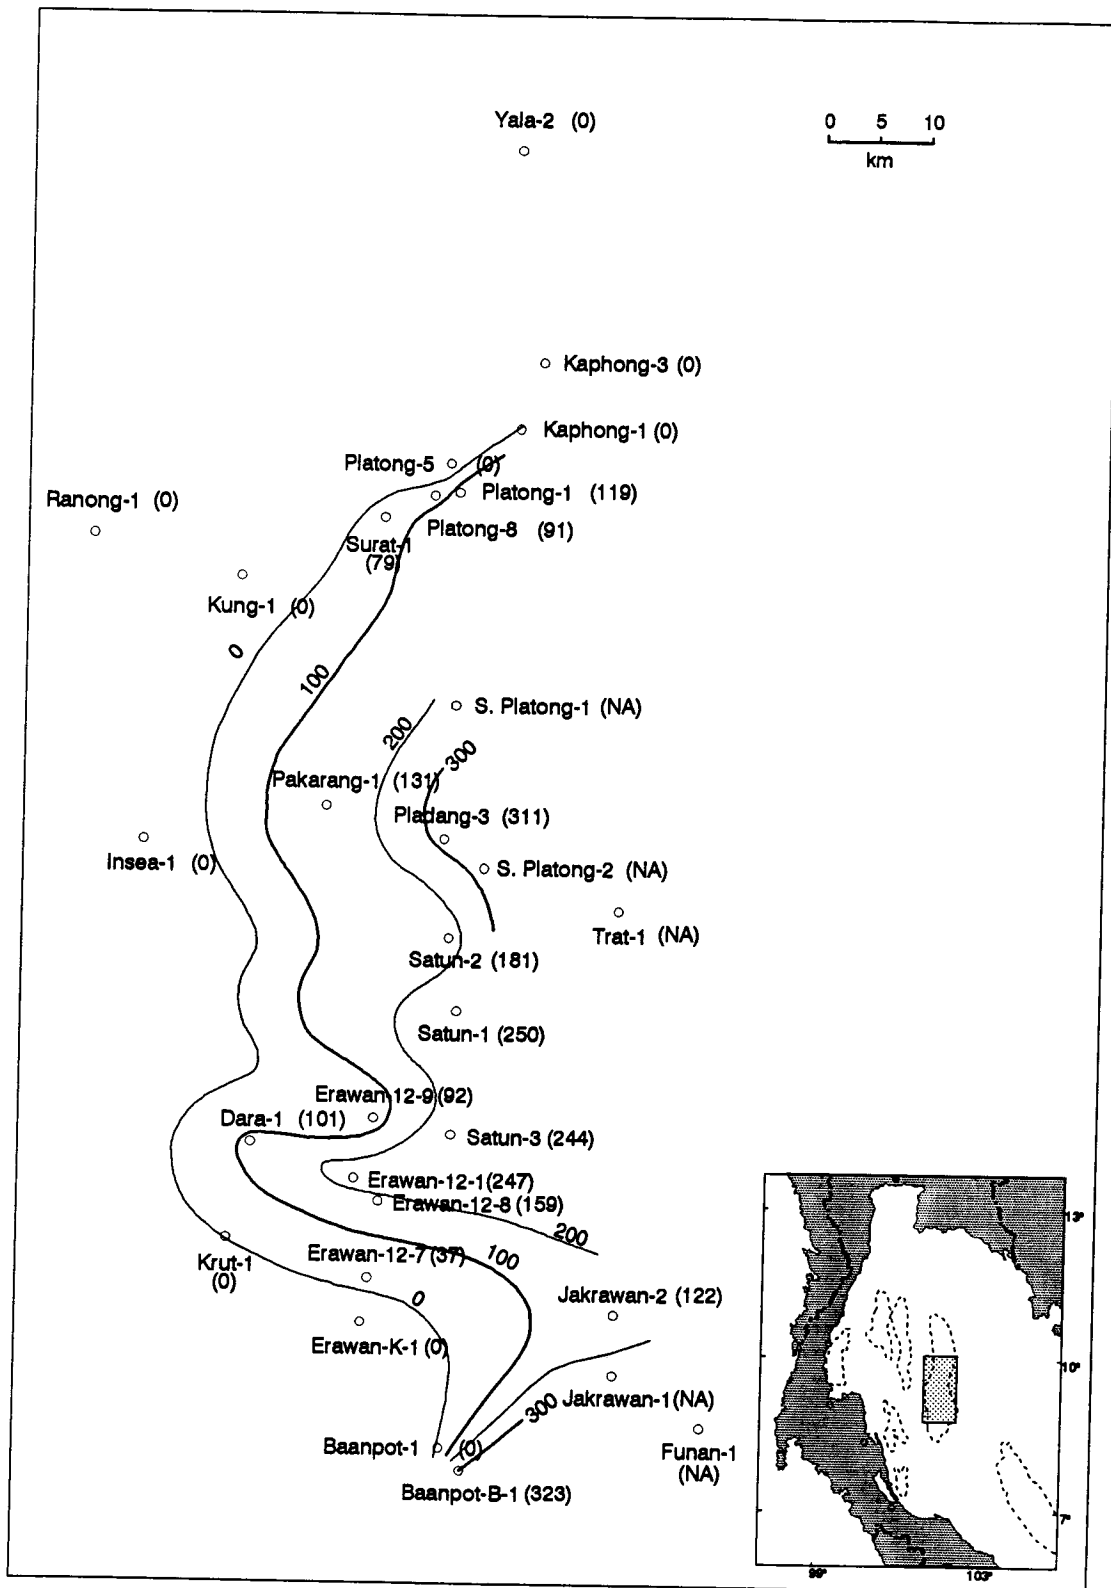 Yala-2 (0)
0 5 10
km
Kaphong-3 (0)
Kaphong-1 (0)
Platong-5 (0)
Ranong-1 (0)
Platong-1 (119)
Platong-8 (91)
Surat-1
(79)
Kung-1 (0)
0
100
S. Platong-1 (NA)
200
300
Pakarang-1 (131)
Pladang-3 (311)
Insea-1 (0)
S. Platong-2 (NA)
Trat-1 (NA)
Satun-2 (181)
Satun-1 (250)
Erawan-12-9 (92)
Dara-1 (101)
Satun-3 (244)
Erawan-12-1 (247)
Erawan-12-8 (159)
200
Erawan-12-7 (37)
100
Krut-1
(0)
0
Jakrawan-2 (122)
Erawan-K-1 (0)
Jakrawan-1 (NA)
300
Baanpot-1 (0)
Funan-1
(NA)
Baanpot-B-1 (323)
13°
10°
7°
99°
103°